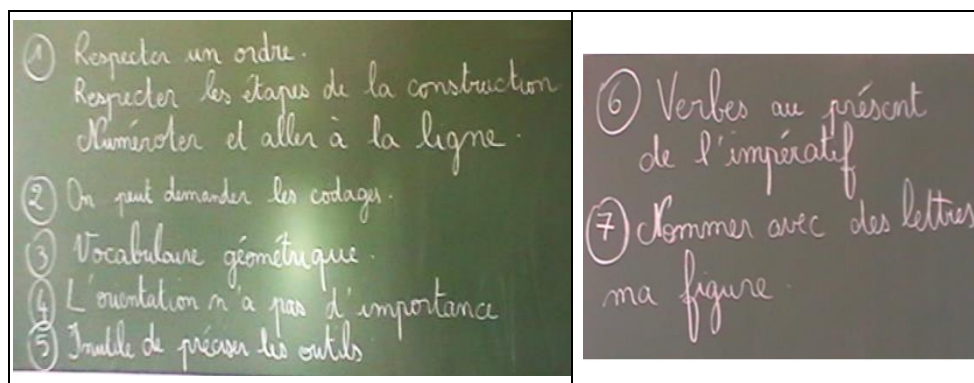 ① Respecter un ordre.
Respecter les étapes de la construction
Numéroter et aller à la ligne.
② On peut demander les codages.
③ Vocabulaire géométrique.
④ L'orientation n'a pas d'importance
⑤ Inutile de préciser les outils
⑥ Verbes au présent
de l'impératif
⑦ Nommer avec des lettres
ma figure.